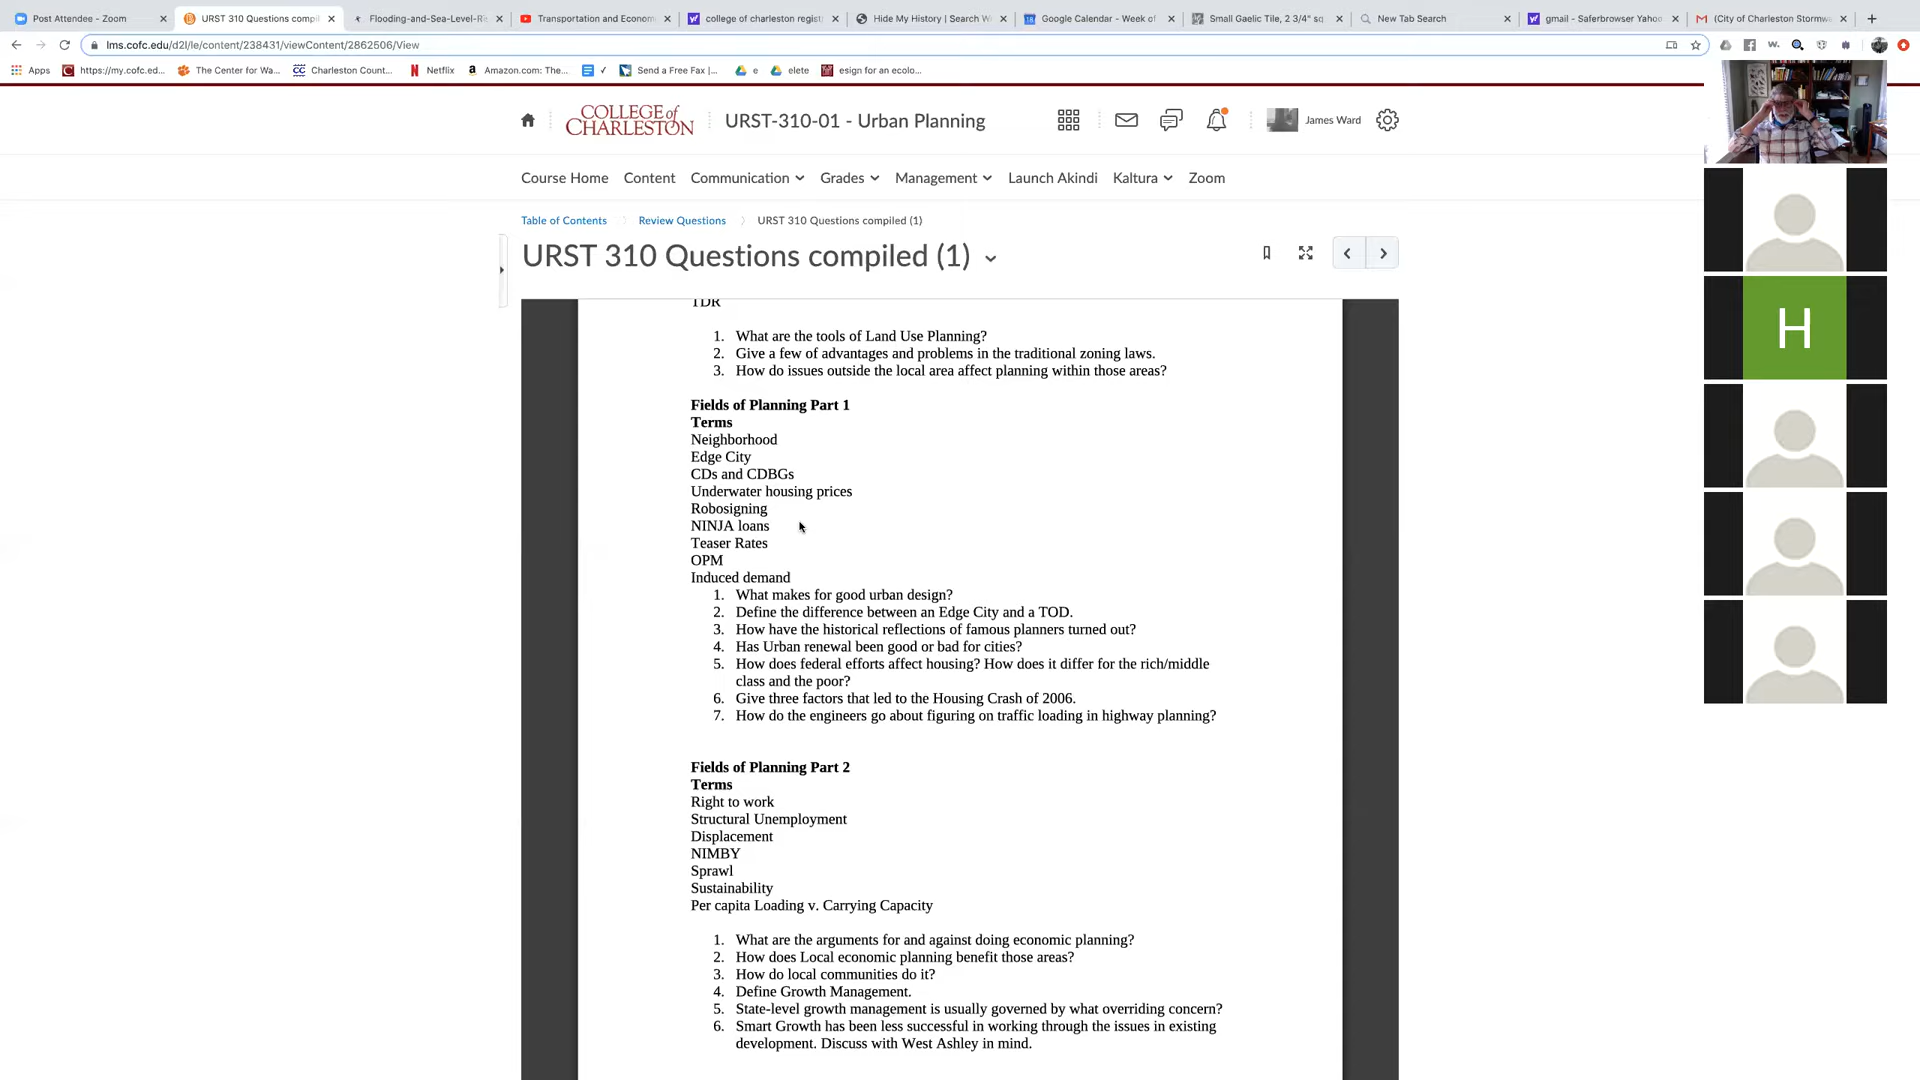 Post Attendee - Zoom
URST 310 Questions compil
Flooding-and-Sea-Level-Ri
Transportation and Econom
college of charleston registr
Hide My History | Search W
Google Calendar - Week of
Small Gaelic Tile, 2 3/4" sq
New Tab Search
gmail - Saferbrowser Yahoo
(City of Charleston Stormwa
lms.cofc.edu/d2l/le/content/238431/viewContent/2862506/View
Apps
https://my.cofc.ed...
The Center for Wa...
Charleston Count...
Netflix
Amazon.com: The...
Send a Free Fax |...
e
elete
esign for an ecolo...
COLLEGE of CHARLESTON
URST-310-01 - Urban Planning
James Ward
Course Home
Content
Communication
Grades
Management
Launch Akindi
Kaltura
Zoom
Table of Contents
Review Questions
URST 310 Questions compiled (1)
URST 310 Questions compiled (1)
TDR
1. What are the tools of Land Use Planning?
2. Give a few of advantages and problems in the traditional zoning laws.
3. How do issues outside the local area affect planning within those areas?
Fields of Planning Part 1
Terms
Neighborhood
Edge City
CDs and CDBGs
Underwater housing prices
Robosigning
NINJA loans
Teaser Rates
OPM
Induced demand
1. What makes for good urban design?
2. Define the difference between an Edge City and a TOD.
3. How have the historical reflections of famous planners turned out?
4. Has Urban renewal been good or bad for cities?
5. How does federal efforts affect housing? How does it differ for the rich/middle
class and the poor?
6. Give three factors that led to the Housing Crash of 2006.
7. How do the engineers go about figuring on traffic loading in highway planning?
Fields of Planning Part 2
Terms
Right to work
Structural Unemployment
Displacement
NIMBY
Sprawl
Sustainability
Per capita Loading v. Carrying Capacity
1. What are the arguments for and against doing economic planning?
2. How does Local economic planning benefit those areas?
3. How do local communities do it?
4. Define Growth Management.
5. State-level growth management is usually governed by what overriding concern?
6. Smart Growth has been less successful in working through the issues in existing
development. Discuss with West Ashley in mind.
H